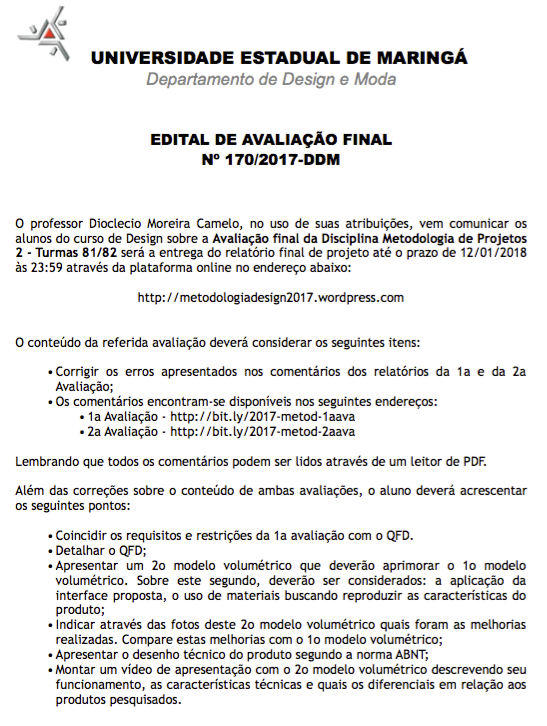 UNIVERSIDADE ESTADUAL DE MARINGÁ
Departamento de Design e Moda
EDITAL DE AVALIAÇÃO FINAL
Nº 170/2017-DDM
O professor Dioclecio Moreira Camelo, no uso de suas atribuições, vem comunicar os
alunos do curso de Design sobre a Avaliação final da Disciplina Metodologia de Projetos
2 - Turmas 81/82 será a entrega do relatório final de projeto até o prazo de 12/01/2018
às 23:59 através da plataforma online no endereço abaixo:
http://metodologiadesign2017.wordpress.com
O conteúdo da referida avaliação deverá considerar os seguintes itens:
• Corrigir os erros apresentados nos comentários dos relatórios da 1a e da 2a
Avaliação;
• Os comentários encontram-se disponíveis nos seguintes endereços:
• 1a Avaliação - http://bit.ly/2017-metod-1aava
• 2a Avaliação - http://bit.ly/2017-metod-2aava
Lembrando que todos os comentários podem ser lidos através de um leitor de PDF.
Além das correções sobre o conteúdo de ambas avaliações, o aluno deverá acrescentar
os seguintes pontos:
• Coincidir os requisitos e restrições da 1a avaliação com o QFD.
• Detalhar o QFD;
• Apresentar um 2o modelo volumétrico que deverão aprimorar o 1o modelo
volumétrico. Sobre este segundo, deverão ser considerados: a aplicação da
interface proposta, o uso de materiais buscando reproduzir as características do
produto;
• Indicar através das fotos deste 2o modelo volumétrico quais foram as melhorias
realizadas. Compare estas melhorias com o 1o modelo volumétrico;
• Apresentar o desenho técnico do produto segundo a norma ABNT;
• Montar um vídeo de apresentação com o 2o modelo volumétrico descrevendo seu
funcionamento, as características técnicas e quais os diferenciais em relação aos
produtos pesquisados.